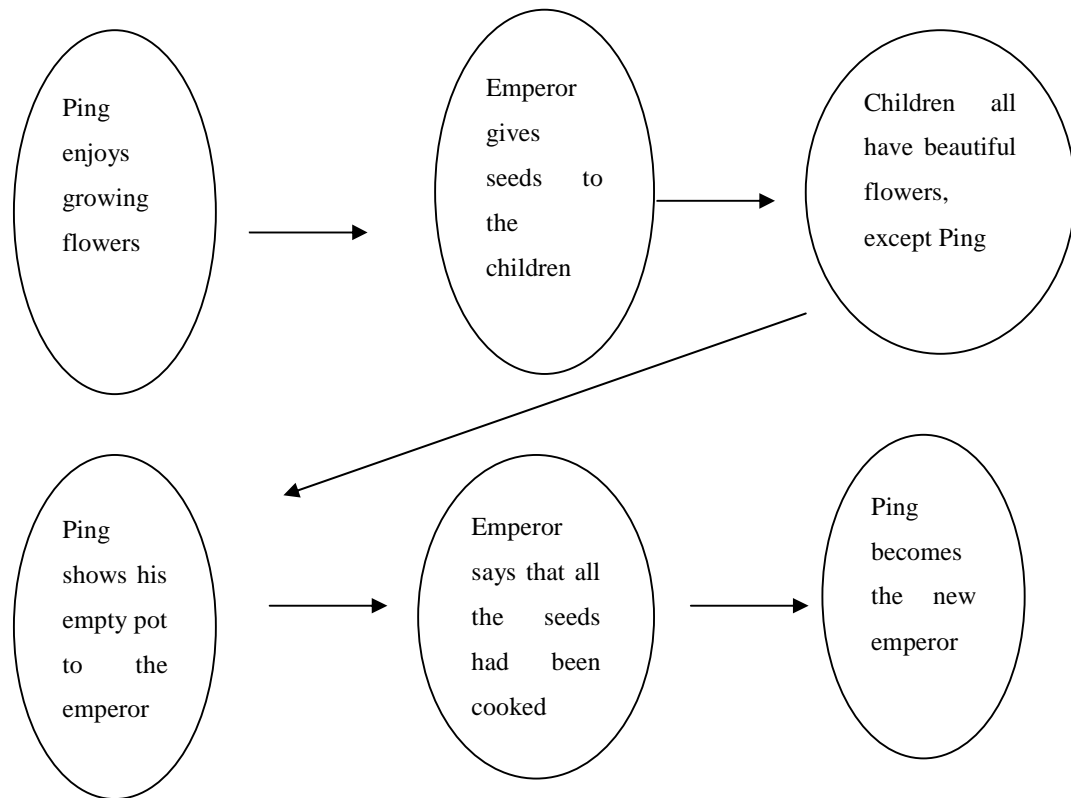 Ping
enjoys
growing
flowers
Emperor
gives
seeds to
the
children
Children all
have beautiful
flowers,
except Ping
Ping
shows his
empty pot
to the
emperor
Emperor
says that all
the seeds
had been
cooked
Ping
becomes
the new
emperor